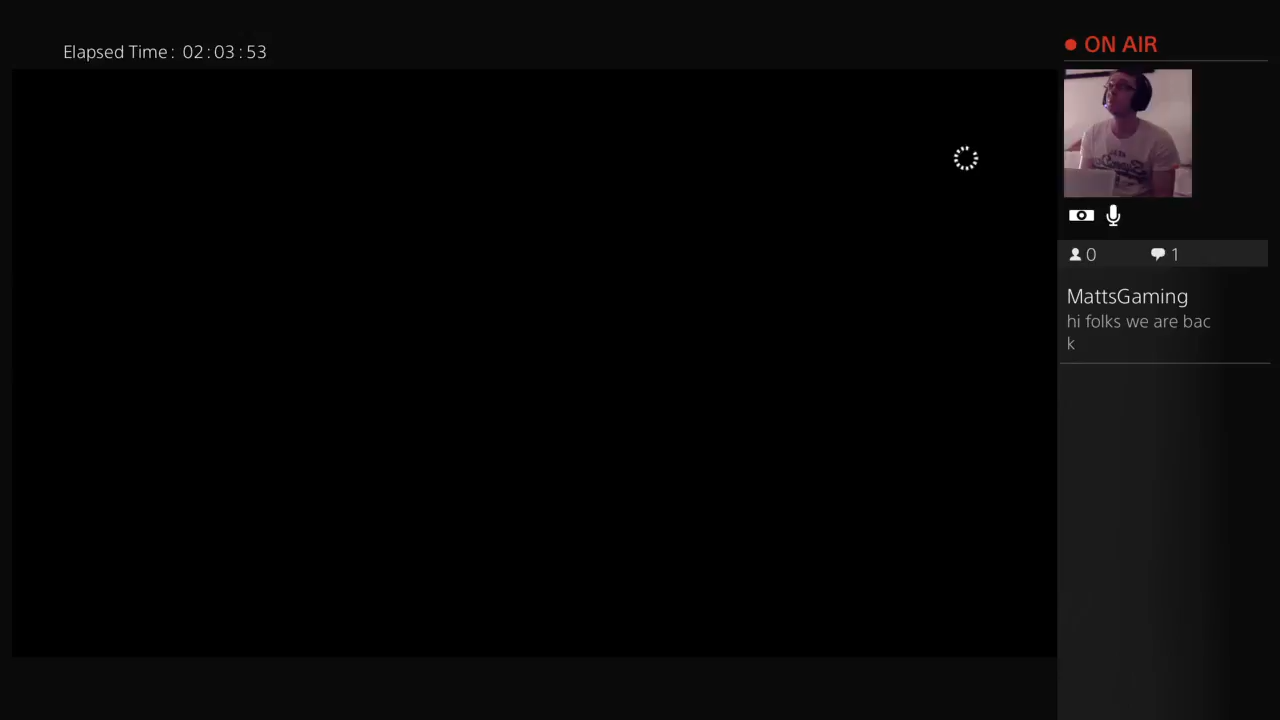 Elapsed Time: 02:03:53
ON AIR
0 1
MattsGaming
hi folks we are bac
k